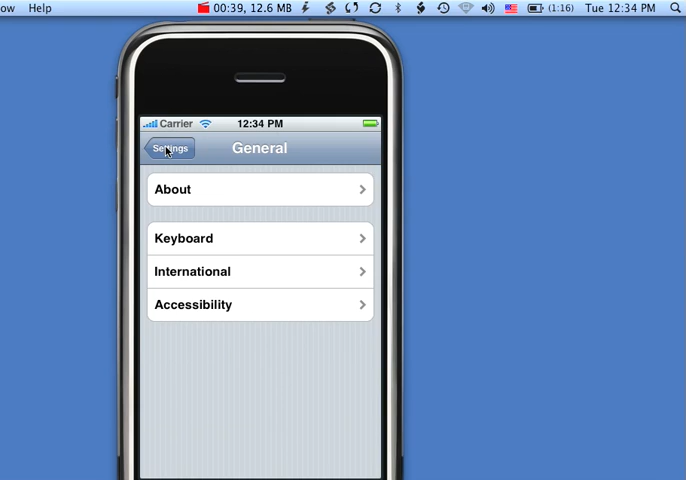 ow Help 00:39, 12.6 MB (1:16) Tue 12:34 PM
Carrier 12:34 PM
Settings General
About
Keyboard
International
Accessibility